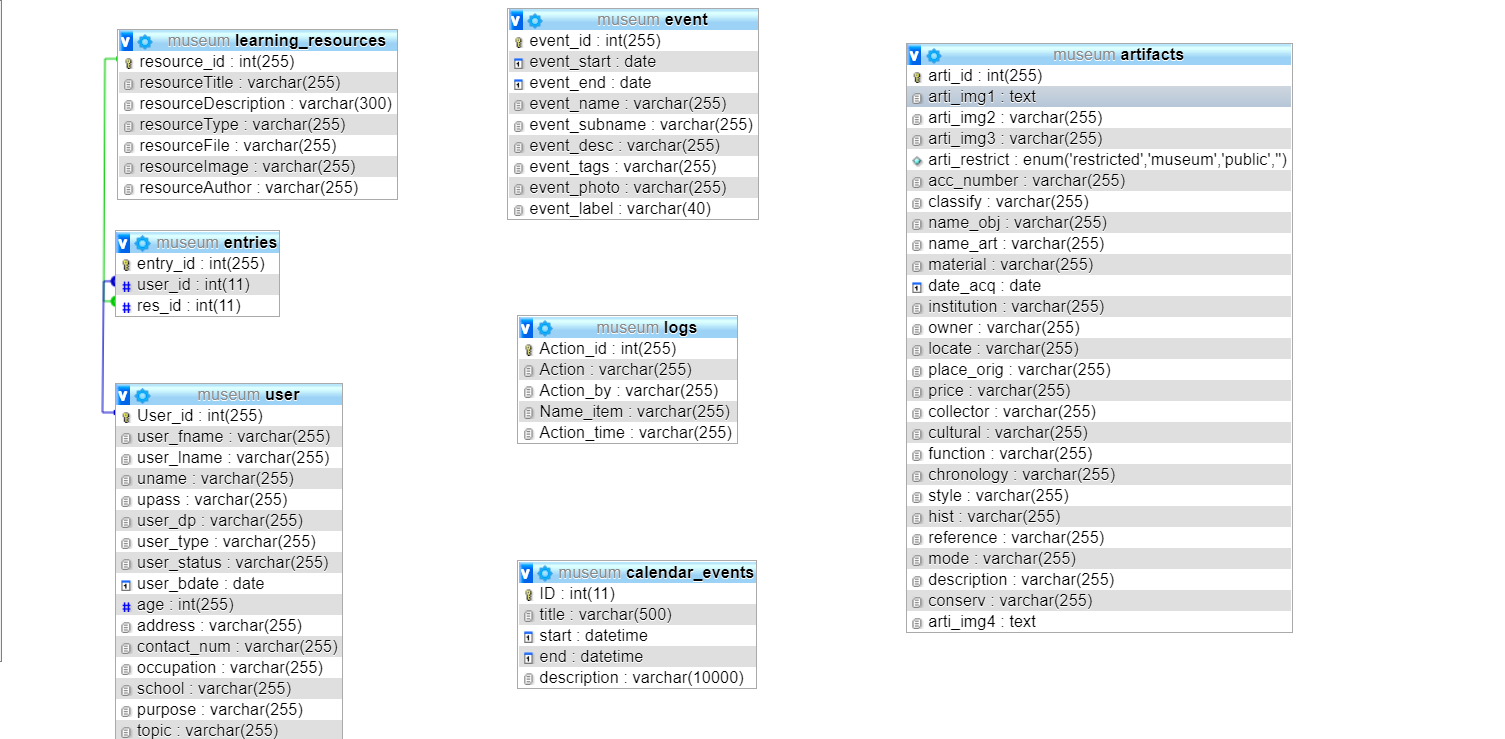 museum learning_resources
resource_id : int(255)
resourceTitle : varchar(255)
resourceDescription : varchar(300)
resourceType : varchar(255)
resourceFile : varchar(255)
resourceImage : varchar(255)
resourceAuthor : varchar(255)
museum entries
entry_id : int(255)
user_id : int(11)
res_id : int(11)
museum user
User_id : int(255)
user_fname : varchar(255)
user_lname : varchar(255)
uname : varchar(255)
upass : varchar(255)
user_dp : varchar(255)
user_type : varchar(255)
user_status : varchar(255)
user_bdate : date
age : int(255)
address : varchar(255)
contact_num : varchar(255)
occupation : varchar(255)
school : varchar(255)
purpose : varchar(255)
topic : varchar(255)
museum event
event_id : int(255)
event_start : date
event_end : date
event_name : varchar(255)
event_subname : varchar(255)
event_desc : varchar(255)
event_tags : varchar(255)
event_photo : varchar(255)
event_label : varchar(40)
museum logs
Action_id : int(255)
Action : varchar(255)
Action_by : varchar(255)
Name_item : varchar(255)
Action_time : varchar(255)
museum calendar_events
ID : int(11)
title : varchar(500)
start : datetime
end : datetime
description : varchar(10000)
museum artifacts
arti_id : int(255)
arti_img1 : text
arti_img2 : varchar(255)
arti_img3 : varchar(255)
arti_restrict : enum('restricted','museum','public','')
acc_number : varchar(255)
classify : varchar(255)
name_obj : varchar(255)
name_art : varchar(255)
material : varchar(255)
date_acq : date
institution : varchar(255)
owner : varchar(255)
locate : varchar(255)
place_orig : varchar(255)
price : varchar(255)
collector : varchar(255)
cultural : varchar(255)
function : varchar(255)
chronology : varchar(255)
style : varchar(255)
hist : varchar(255)
reference : varchar(255)
mode : varchar(255)
description : varchar(255)
conserv : varchar(255)
arti_img4 : text